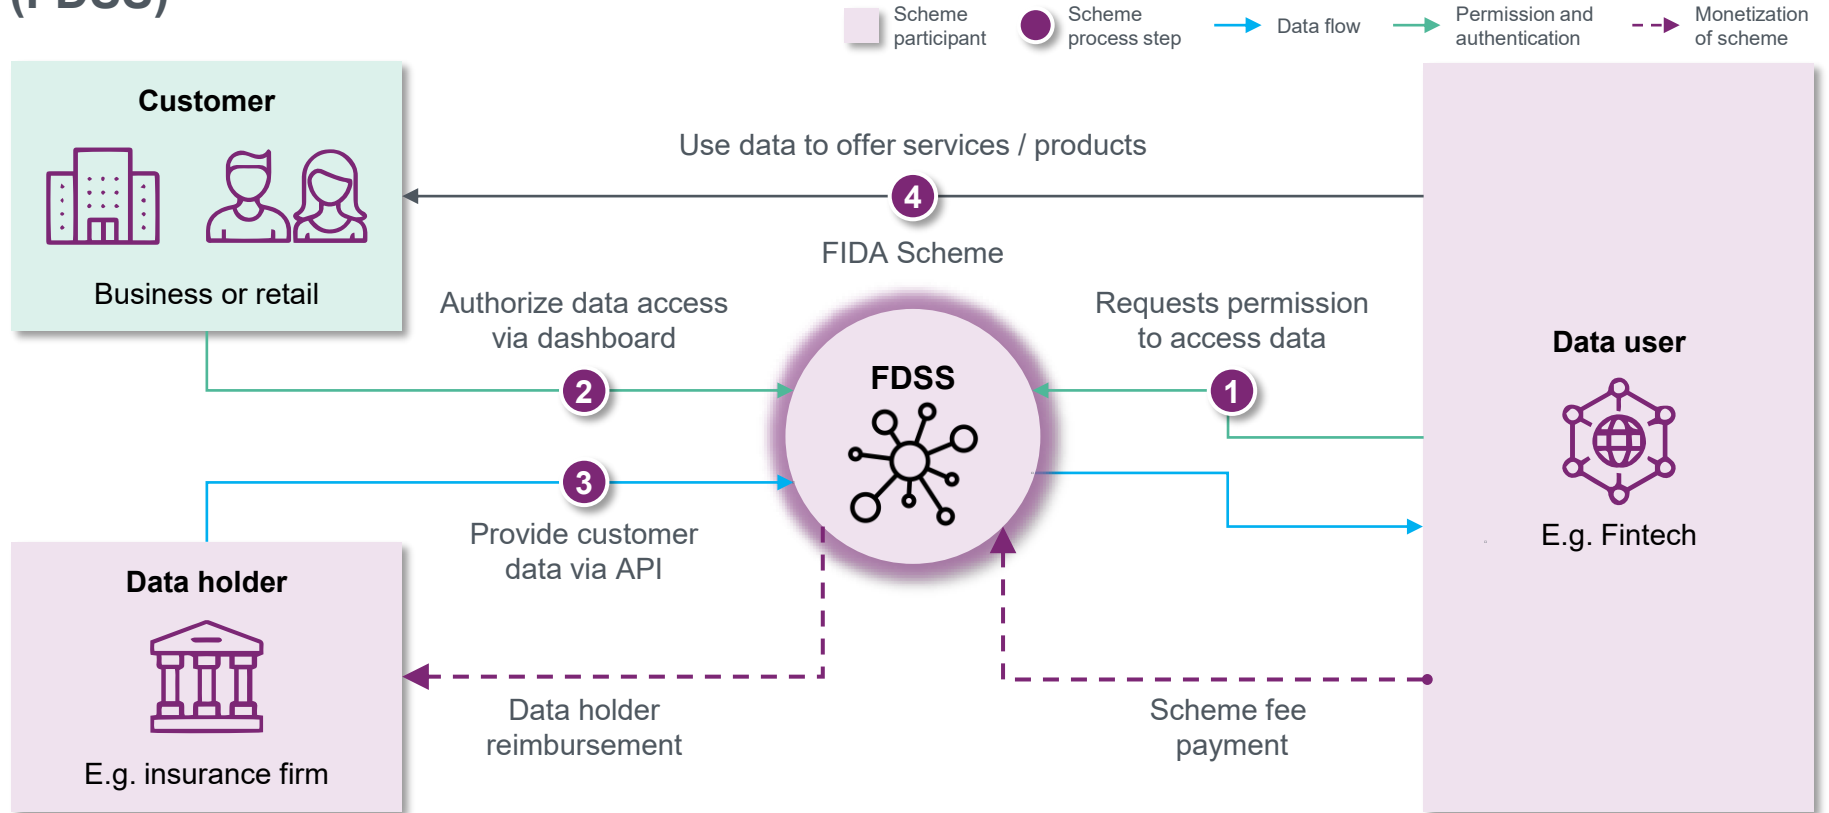 (FDSS)
Scheme
participant
Scheme
process step
Data flow
Permission and
authentication
Monetization
of scheme
Customer
Business or retail
Use data to offer services / products
4
FIDA Scheme
Authorize data access
via dashboard
2
Requests permission
to access data
1
FDSS
Data user
E.g. Fintech
3
Provide customer
data via API
Data holder
E.g. insurance firm
Data holder
reimbursement
Scheme fee
payment